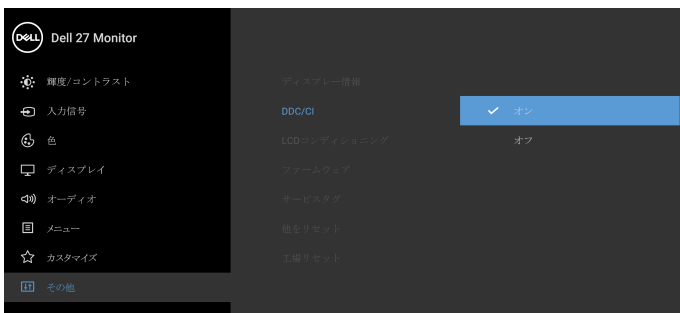 DELL Dell 27 Monitor
輝度/コントラスト
入力信号
色
ディスプレイ
オーディオ
メニュー
カスタマイズ
その他
ディスプレー情報
DDC/CI
LCDコンディショニング
ファームウェア
サービスタグ
他をリセット
工場リセット
オン
オフ